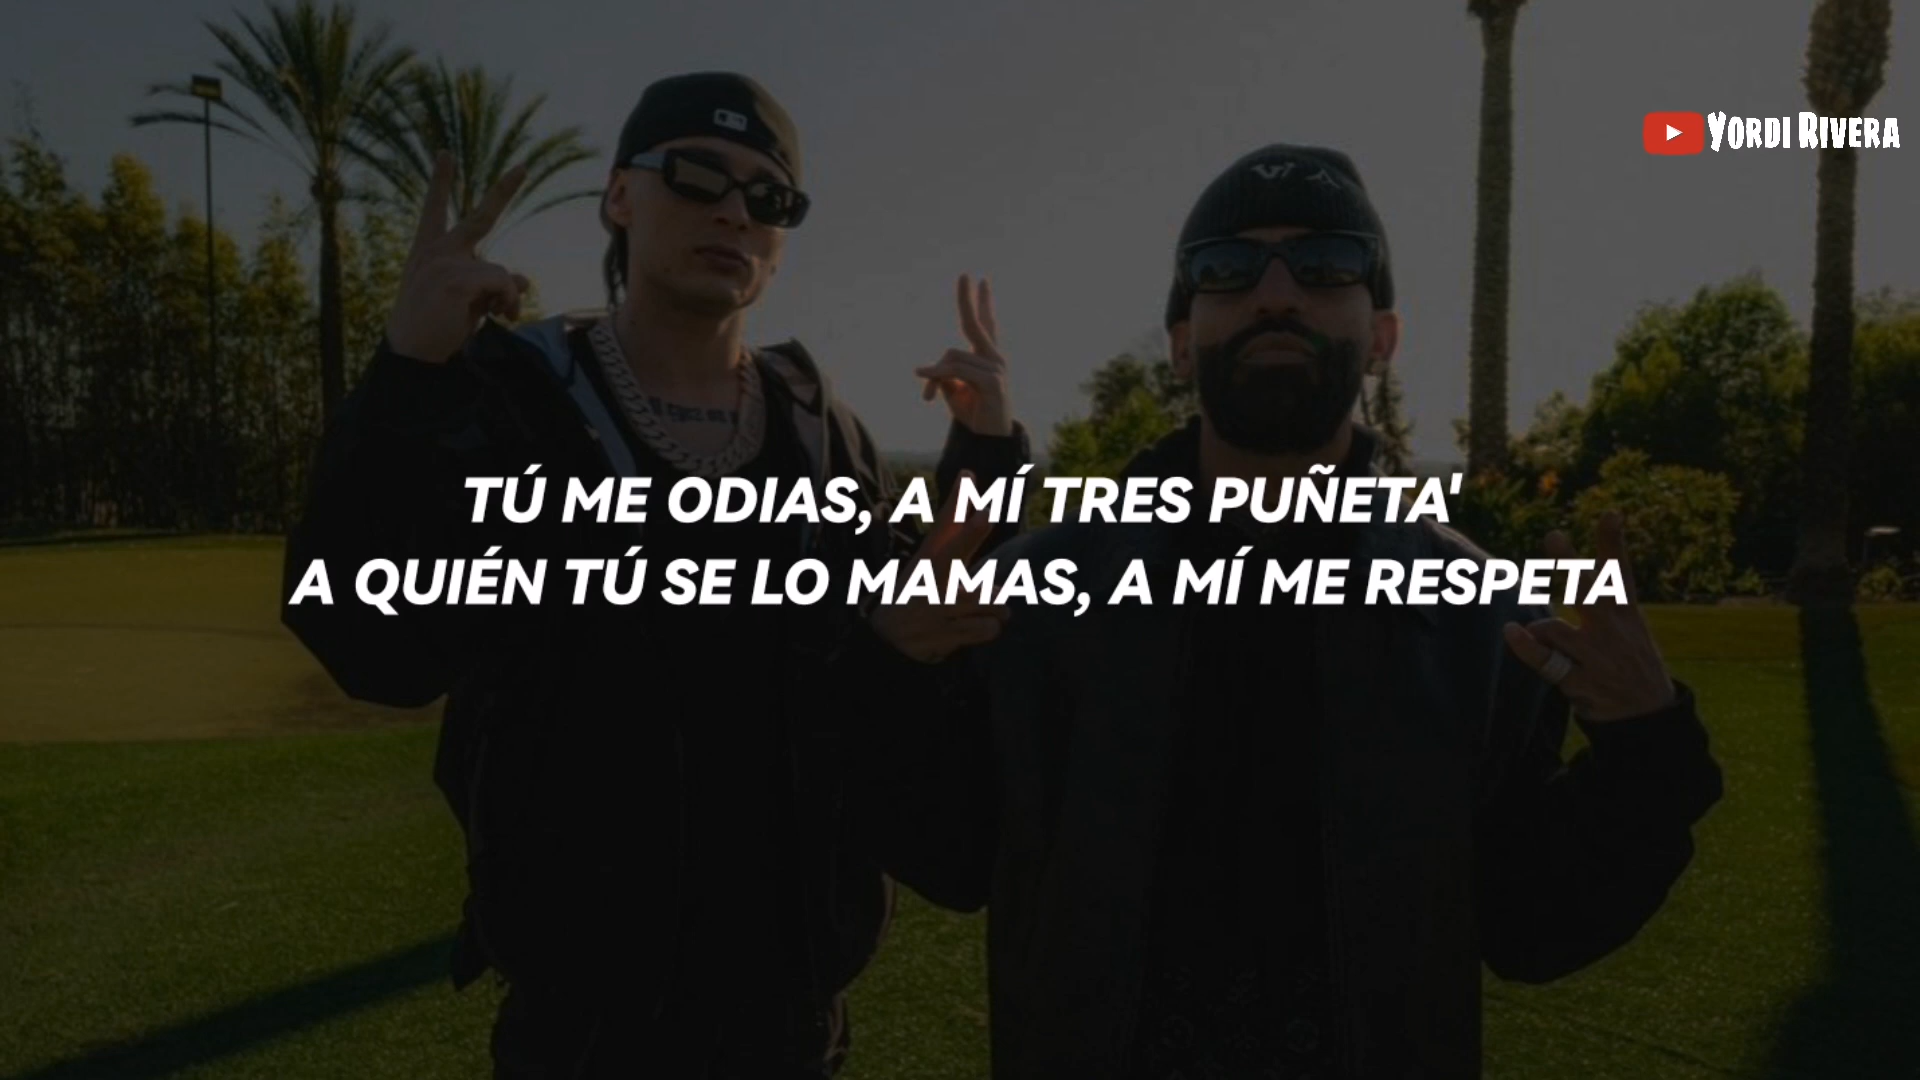 YORDI RIVERA
TÚ ME ODIAS, A MÍ TRES PUÑETA'
A QUIÉN TÚ SE LO MAMAS, A MÍ ME RESPETA